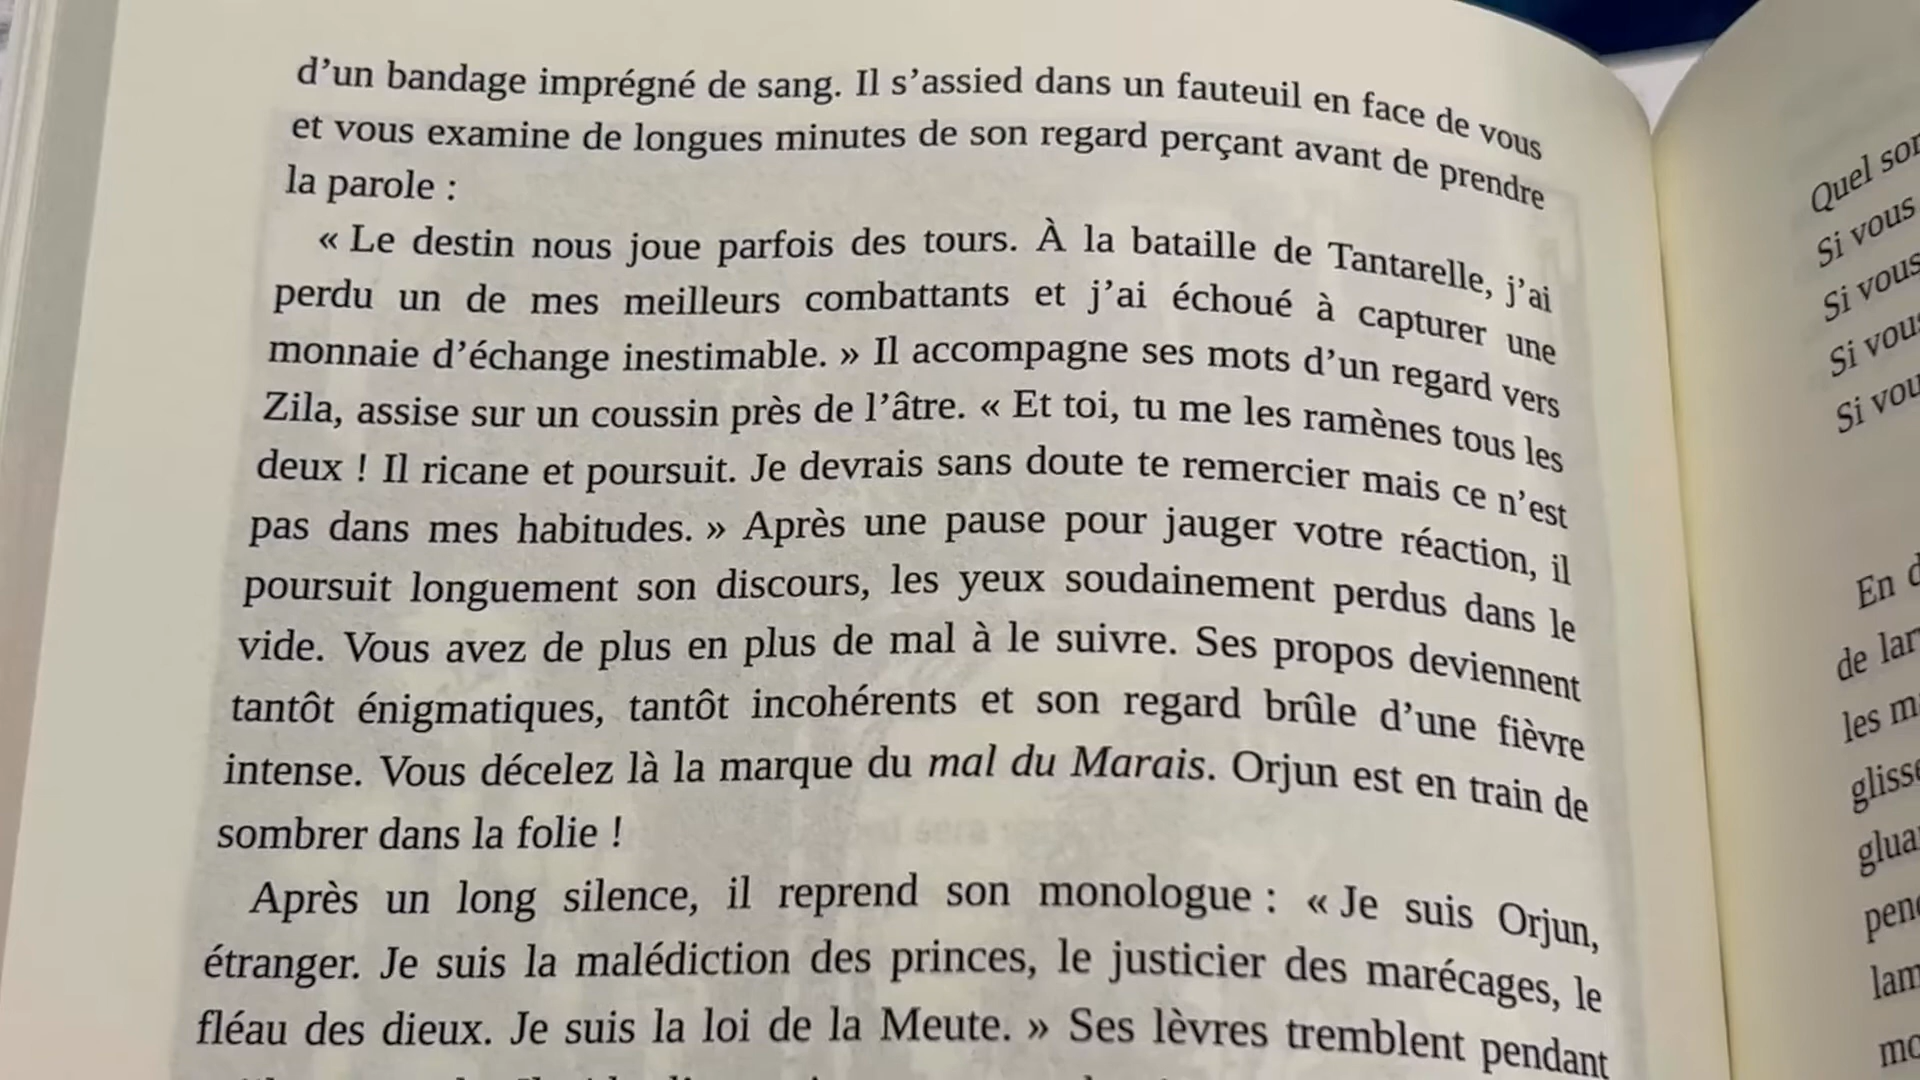 d’un bandage imprégné de sang. Il s’assied dans un fauteuil en face de vous
et vous examine de longues minutes de son regard perçant avant de prendre
la parole :
« Le destin nous joue parfois des tours. À la bataille de Tantarelle, j’ai
perdu un de mes meilleurs combattants et j’ai échoué à capturer une
monnaie d’échange inestimable. » Il accompagne ses mots d’un regard vers
Zila, assise sur un coussin près de l’âtre. « Et toi, tu me les ramènes tous les
deux ! Il ricane et poursuit. Je devrais sans doute te remercier mais ce n’est
pas dans mes habitudes. » Après une pause pour jauger votre réaction, il
poursuit longuement son discours, les yeux soudainement perdus dans le
vide. Vous avez de plus en plus de mal à le suivre. Ses propos deviennent
tantôt énigmatiques, tantôt incohérents et son regard brûle d’une fièvre
intense. Vous décelez là la marque du mal du Marais. Orjun est en train de
sombrer dans la folie !
Après un long silence, il reprend son monologue : « Je suis Orjun,
étranger. Je suis la malédiction des princes, le justicier des marécages, le
fléau des dieux. Je suis la loi de la Meute. » Ses lèvres tremblent pendant
Quel
Si vous
Si vous
Si vous
Si vous
En
de
les